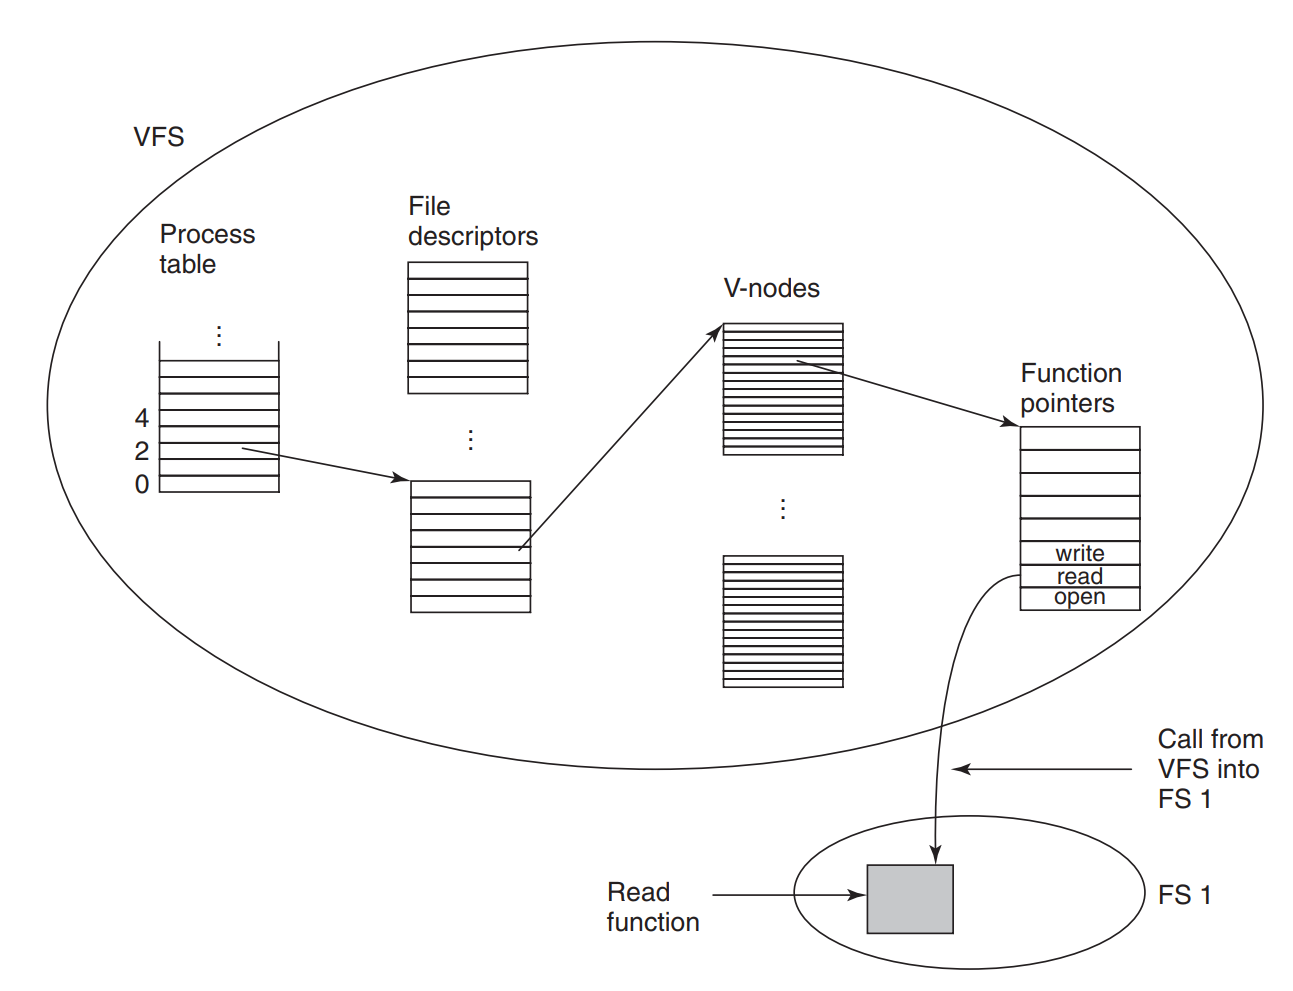 VFS
Process
table
⋮
4
2
0
File
descriptors
⋮
V-nodes
⋮
Function
pointers
write
read
open
Call from
VFS into
FS 1
Read
function
FS 1